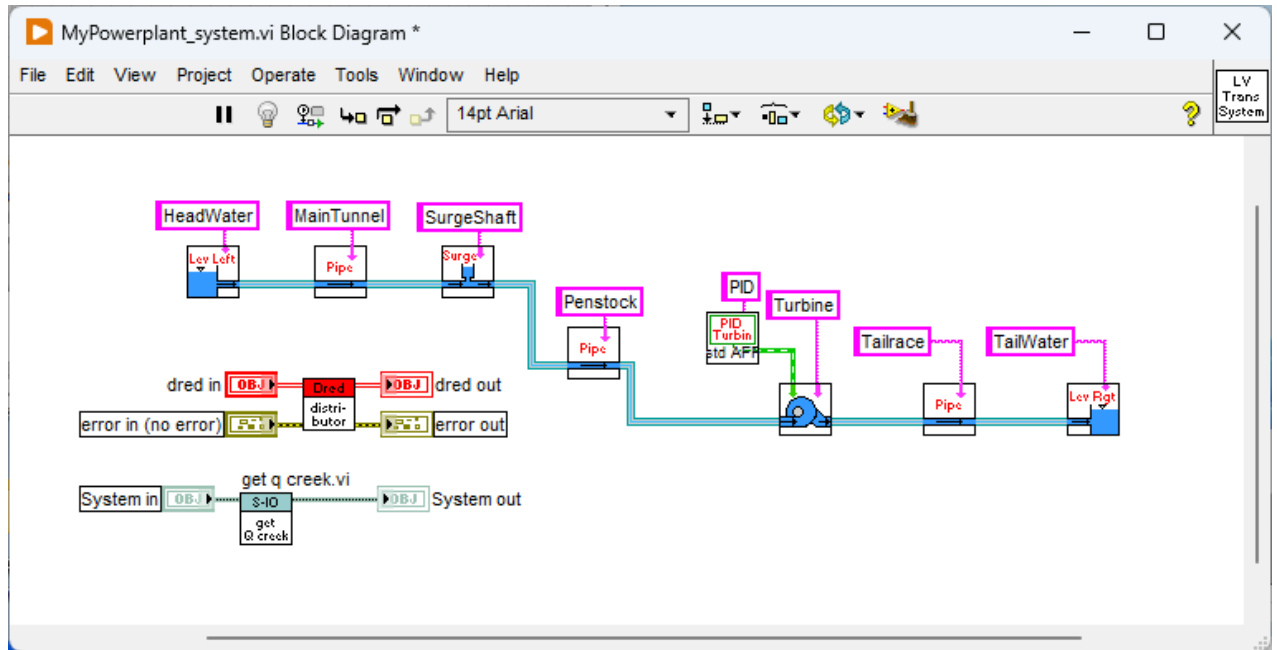 MyPowerplant_system.vi Block Diagram *
File Edit View Project Operate Tools Window Help
LV
Trans
System
14pt Arial
HeadWater MainTunnel SurgeShaft
Lev Left
Pipe
Surge
PID
Penstock
Turbine
PID
Turbin
std AFF
Pipe
Tailrace
TailWater
dred in OBJ Dred OBJ dred out
distri-
butor
error in (no error) error out
Pipe
Lev Rgt
get q creek.vi
System in OBJ S-IO OBJ System out
get
Q creek